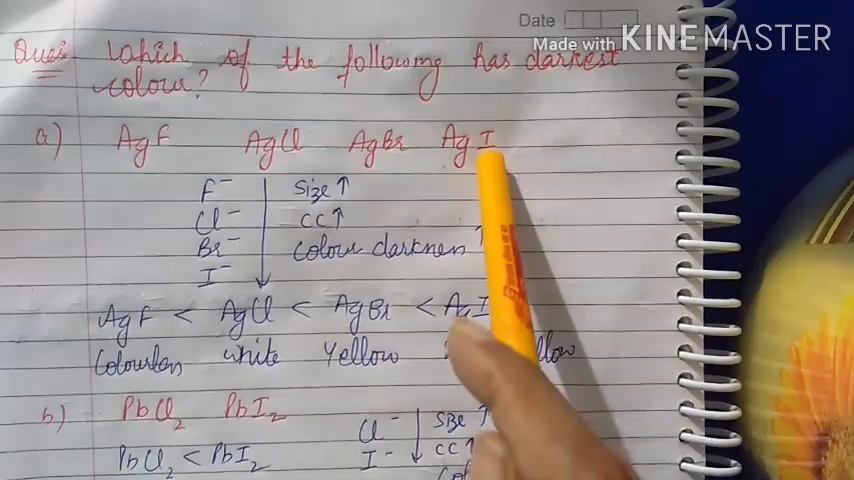 Date
Made with KINEMASTER
Ques Which of the following has darkest
colour?
a) AgF AgCl AgBr AgI
F⁻ Size ↑
Cl⁻ CC ↑
Br⁻ Colour darkness ↑
I⁻
AgF < AgCl < AgBr < AgI
Colourless white Yellow
b) PbCl₂ PbI₂
Cl⁻ Size ↑
PbCl₂ < PbI₂ I⁻ CC ↑